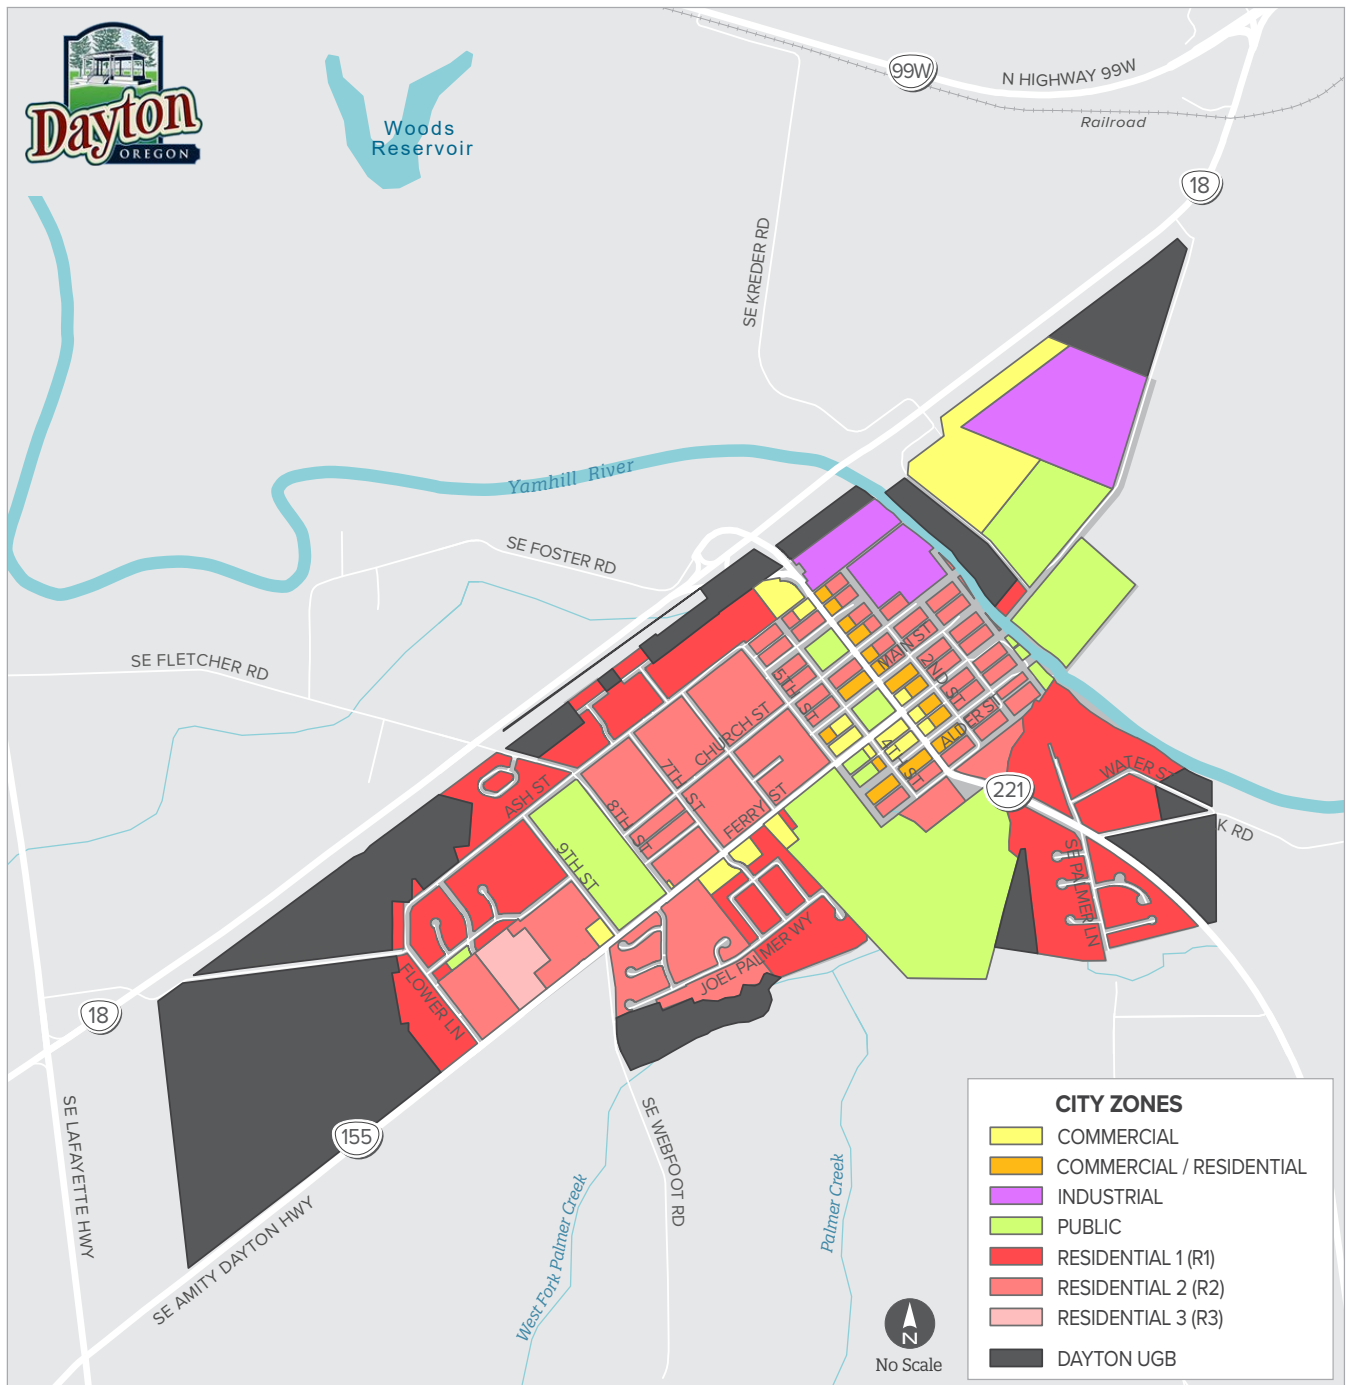 Dayton
OREGON
Woods
Reservoir
99W
N HIGHWAY 99W
Railroad
18
SE KREDER RD
Yamhill River
SE FOSTER RD
SE FLETCHER RD
MAIN ST
2ND ST
5TH ST
ALDER S
4TH ST
CHURCH ST
7TH ST
FERRY ST
8TH ST
ASH ST
9TH ST
221
WATER ST
K RD
SE PALMER LN
JOEL PALMER WY
FLOWER LN
18
155
SE LAFAYETTE HWY
SE AMITY DAYTON HWY
SE WEBFOOT RD
West Fork Palmer Creek
Palmer Creek
N
No Scale
CITY ZONES
COMMERCIAL
COMMERCIAL / RESIDENTIAL
INDUSTRIAL
PUBLIC
RESIDENTIAL 1 (R1)
RESIDENTIAL 2 (R2)
RESIDENTIAL 3 (R3)
DAYTON UGB